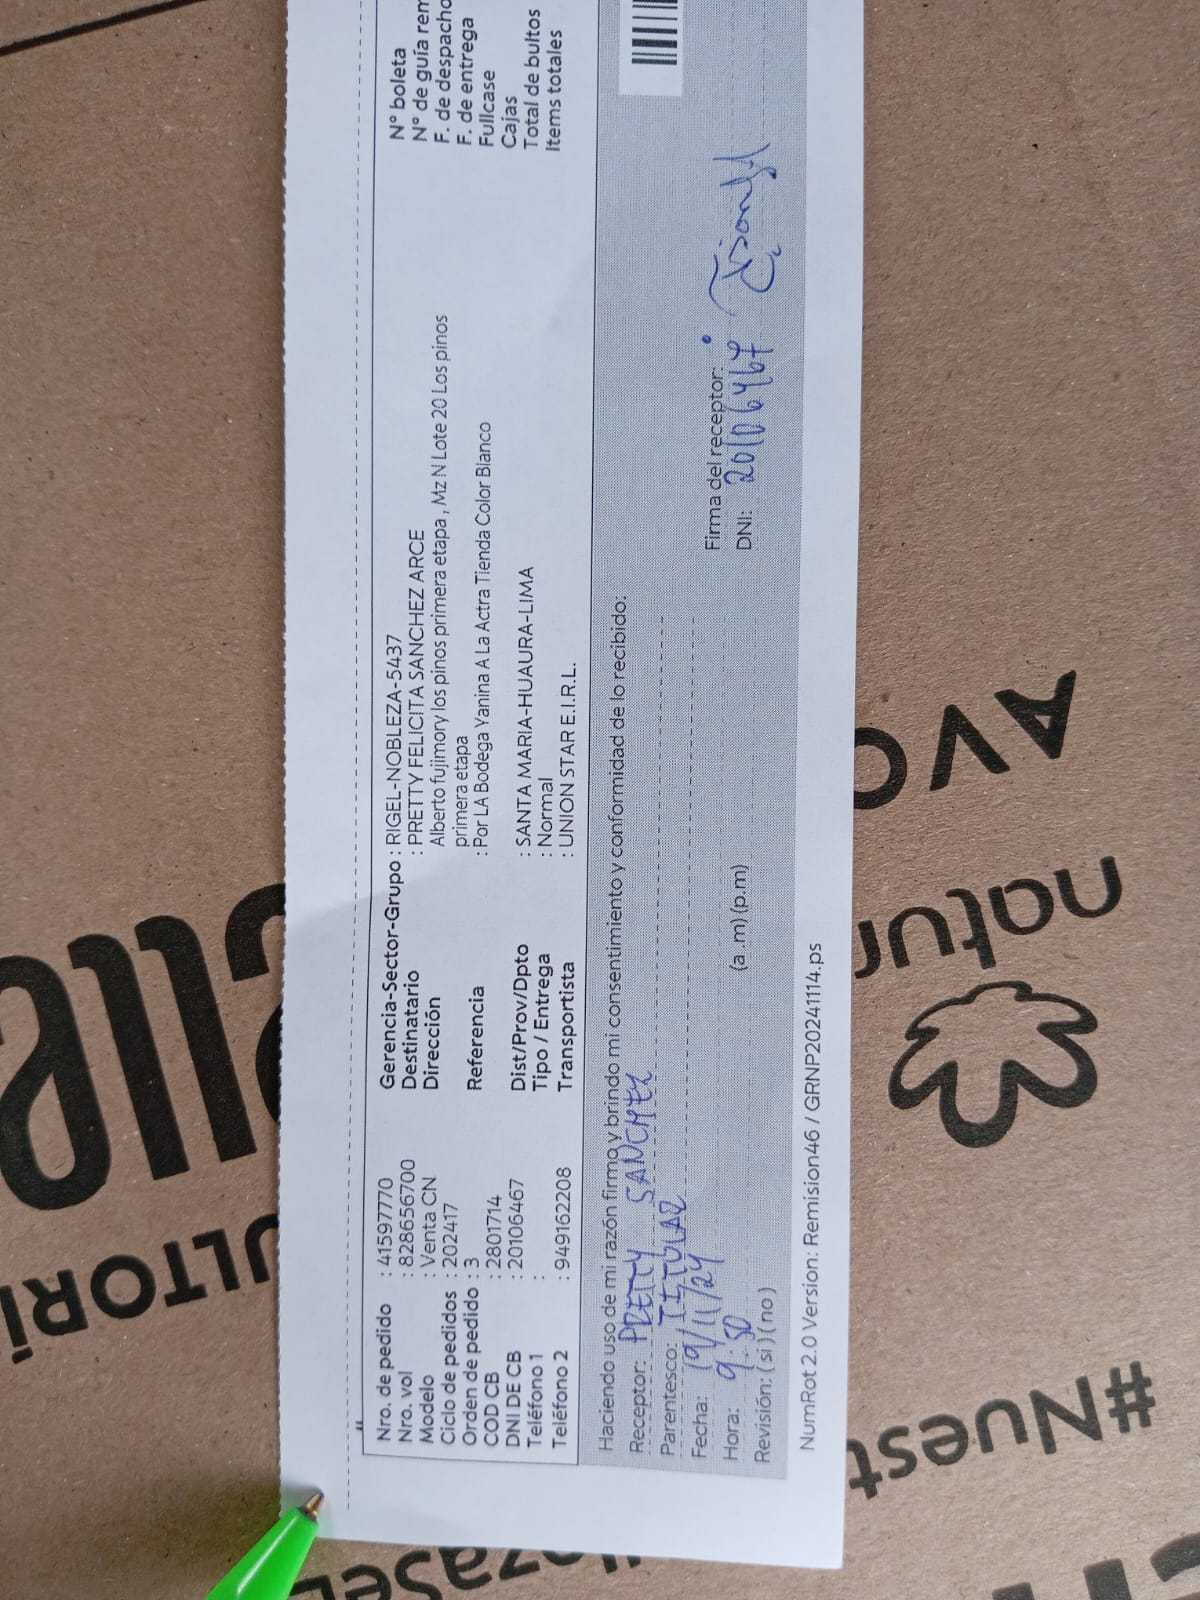 Nro. de pedido : 41597770
Nro. vol : 828656700
Modelo : Venta CN
Ciclo de pedidos : 202417
Orden de pedido : 3
COD CB : 2801714
DNI DE CB : 20106467
Teléfono 1 :
Teléfono 2 : 949162208
Gerencia-Sector-Grupo : RIGEL-NOBLEZA-5437
Destinatario : PRETTY FELICITA SANCHEZ ARCE
Dirección Alberto fujimory los pinos primera etapa , Mz N Lote 20 Los pinos
primera etapa
Referencia : Por LA Bodega Yanina A La Actra Tienda Color Blanco
Dist/Prov/Dpto : SANTA MARIA-HUAURA-LIMA
Tipo / Entrega : Normal
Transportista : UNION STAR E.I.R.L.
N° boleta
N° de guía rem
F. de despacho
F. de entrega
Fullcase
Cajas
Total de bultos
Items totales
Haciendo uso de mi razón firmo y brindo mi consentimiento y conformidad de lo recibido:
Receptor: PRETTY SANCHEZ
Parentesco: TITULAR
Fecha: 19/11/24
Hora: 9:50 (a .m) (p.m)
Revisión: ( si ) ( no )
Firma del receptor:
DNI: 20106467
NumRot 2.0 Version: Remision46 / GRNP20241114.ps
ULTORI
#Nuest
natur
AVO